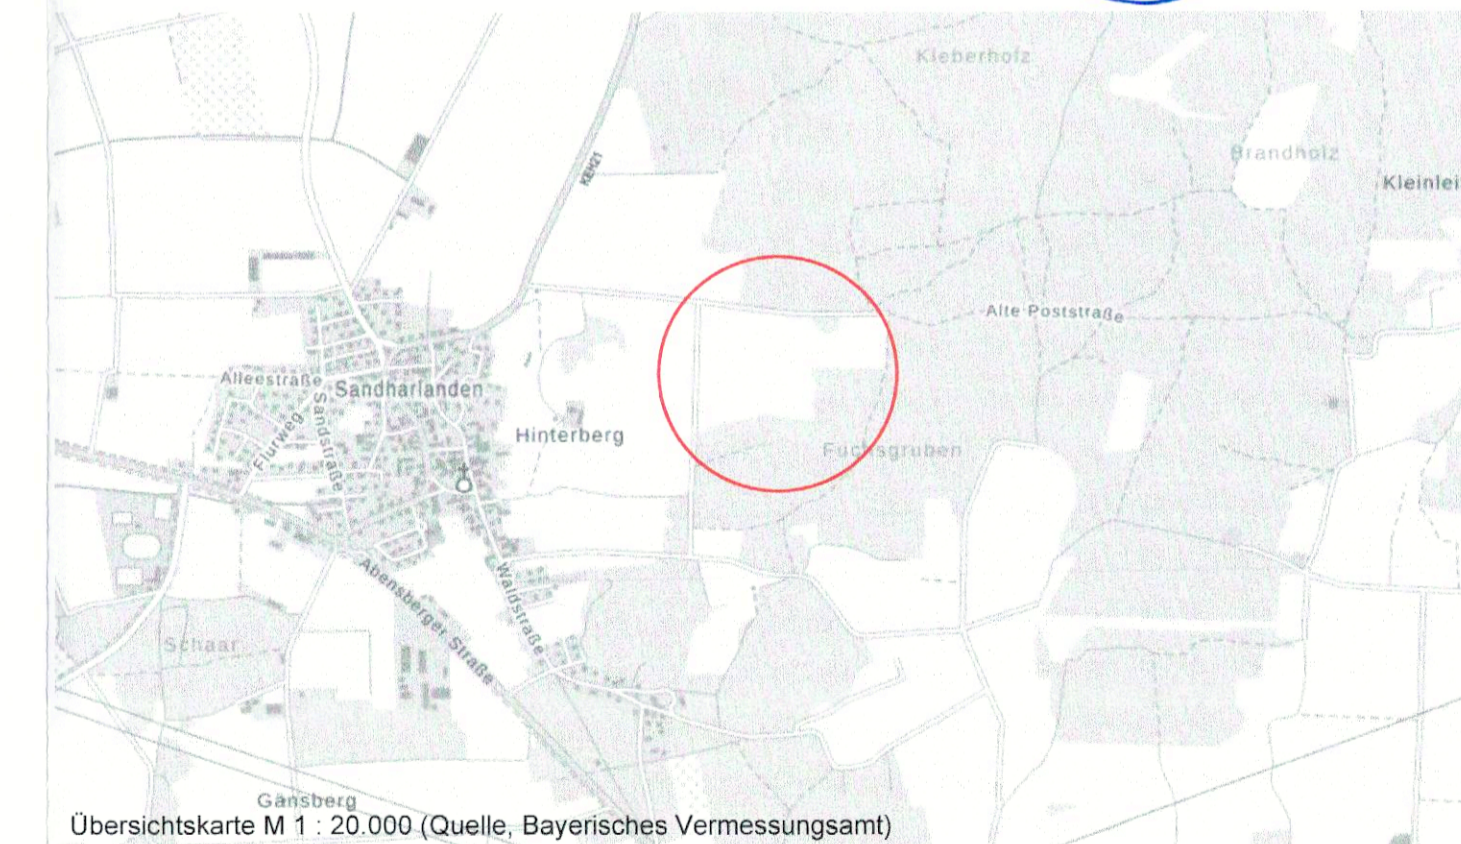 Kleberholz
Brandholz
KEH21
Kleinlei
Alte Poststraße
Alleestraße
Sandharlanden
Sandstraße
Flurweg
Hinterberg
Fuchsgruben
Abensberger Straße
Waldstraße
Schaar
Gänsberg
Übersichtskarte M 1 : 20.000 (Quelle, Bayerisches Vermessungsamt)